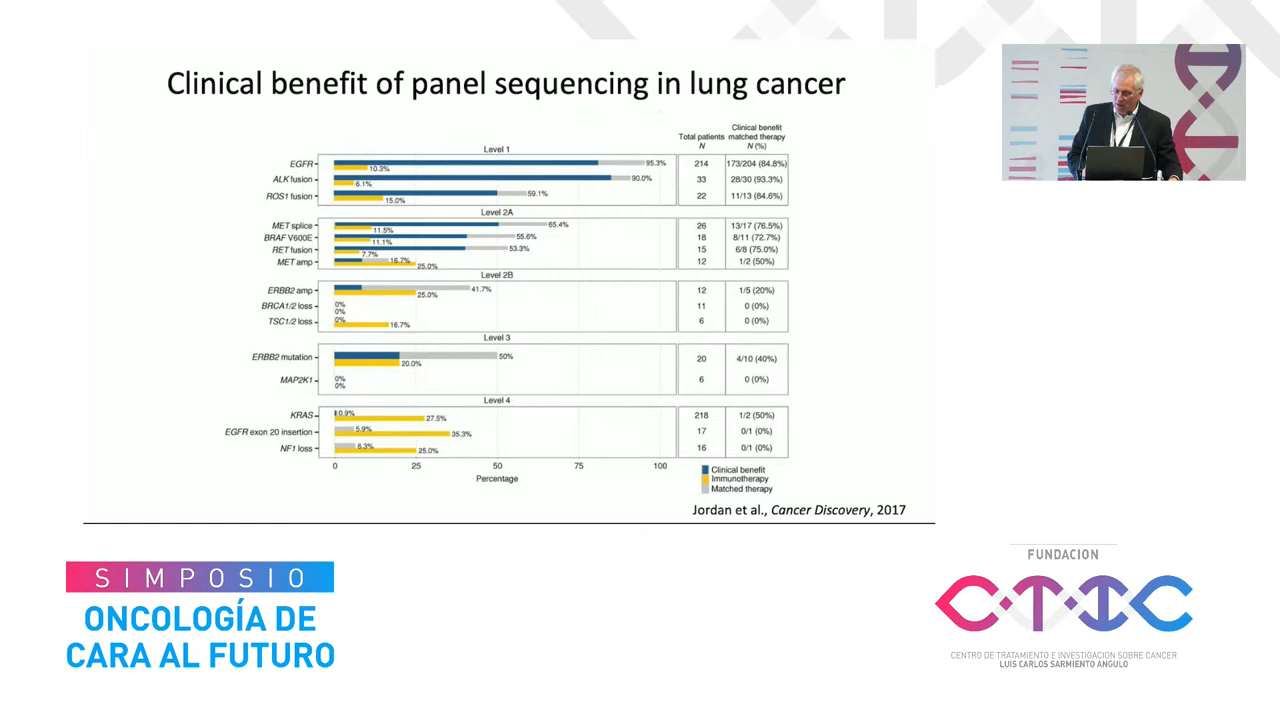 Clinical benefit of panel sequencing in lung cancer
Total patients
N
Clinical benefit
matched therapy
N (%)
Level 1
EGFR 95.3% 10.3% 214 173/204 (84.8%)
ALK fusion 90.0% 6.1% 33 28/30 (93.3%)
ROS1 fusion 59.1% 15.0% 22 11/13 (84.6%)
Level 2A
MET splice 65.4% 11.5% 26 13/17 (76.5%)
BRAF V600E 55.6% 11.1% 18 8/11 (72.7%)
RET fusion 53.3% 7.7% 15 6/8 (75.0%)
MET amp 16.7% 25.0% 12 1/2 (50%)
Level 2B
ERBB2 amp 41.7% 25.0% 12 1/5 (20%)
BRCA1/2 loss 0% 0% 11 0 (0%)
TSC1/2 loss 0% 16.7% 6 0 (0%)
Level 3
ERBB2 mutation 50% 20.0% 20 4/10 (40%)
MAP2K1 0% 0% 6 0 (0%)
Level 4
KRAS 0.9% 27.5% 218 1/2 (50%)
EGFR exon 20 insertion 5.9% 35.3% 17 0/1 (0%)
NF1 loss 6.3% 25.0% 16 0/1 (0%)
0 25 50 75 100
Percentage
Clinical benefit
Immunotherapy
Matched therapy
Jordan et al., Cancer Discovery, 2017
SIMPOSIO
ONCOLOGÍA DE
CARA AL FUTURO
FUNDACION
CTIC
CENTRO DE TRATAMIENTO E INVESTIGACION SOBRE CANCER
LUIS CARLOS SARMIENTO ANGULO